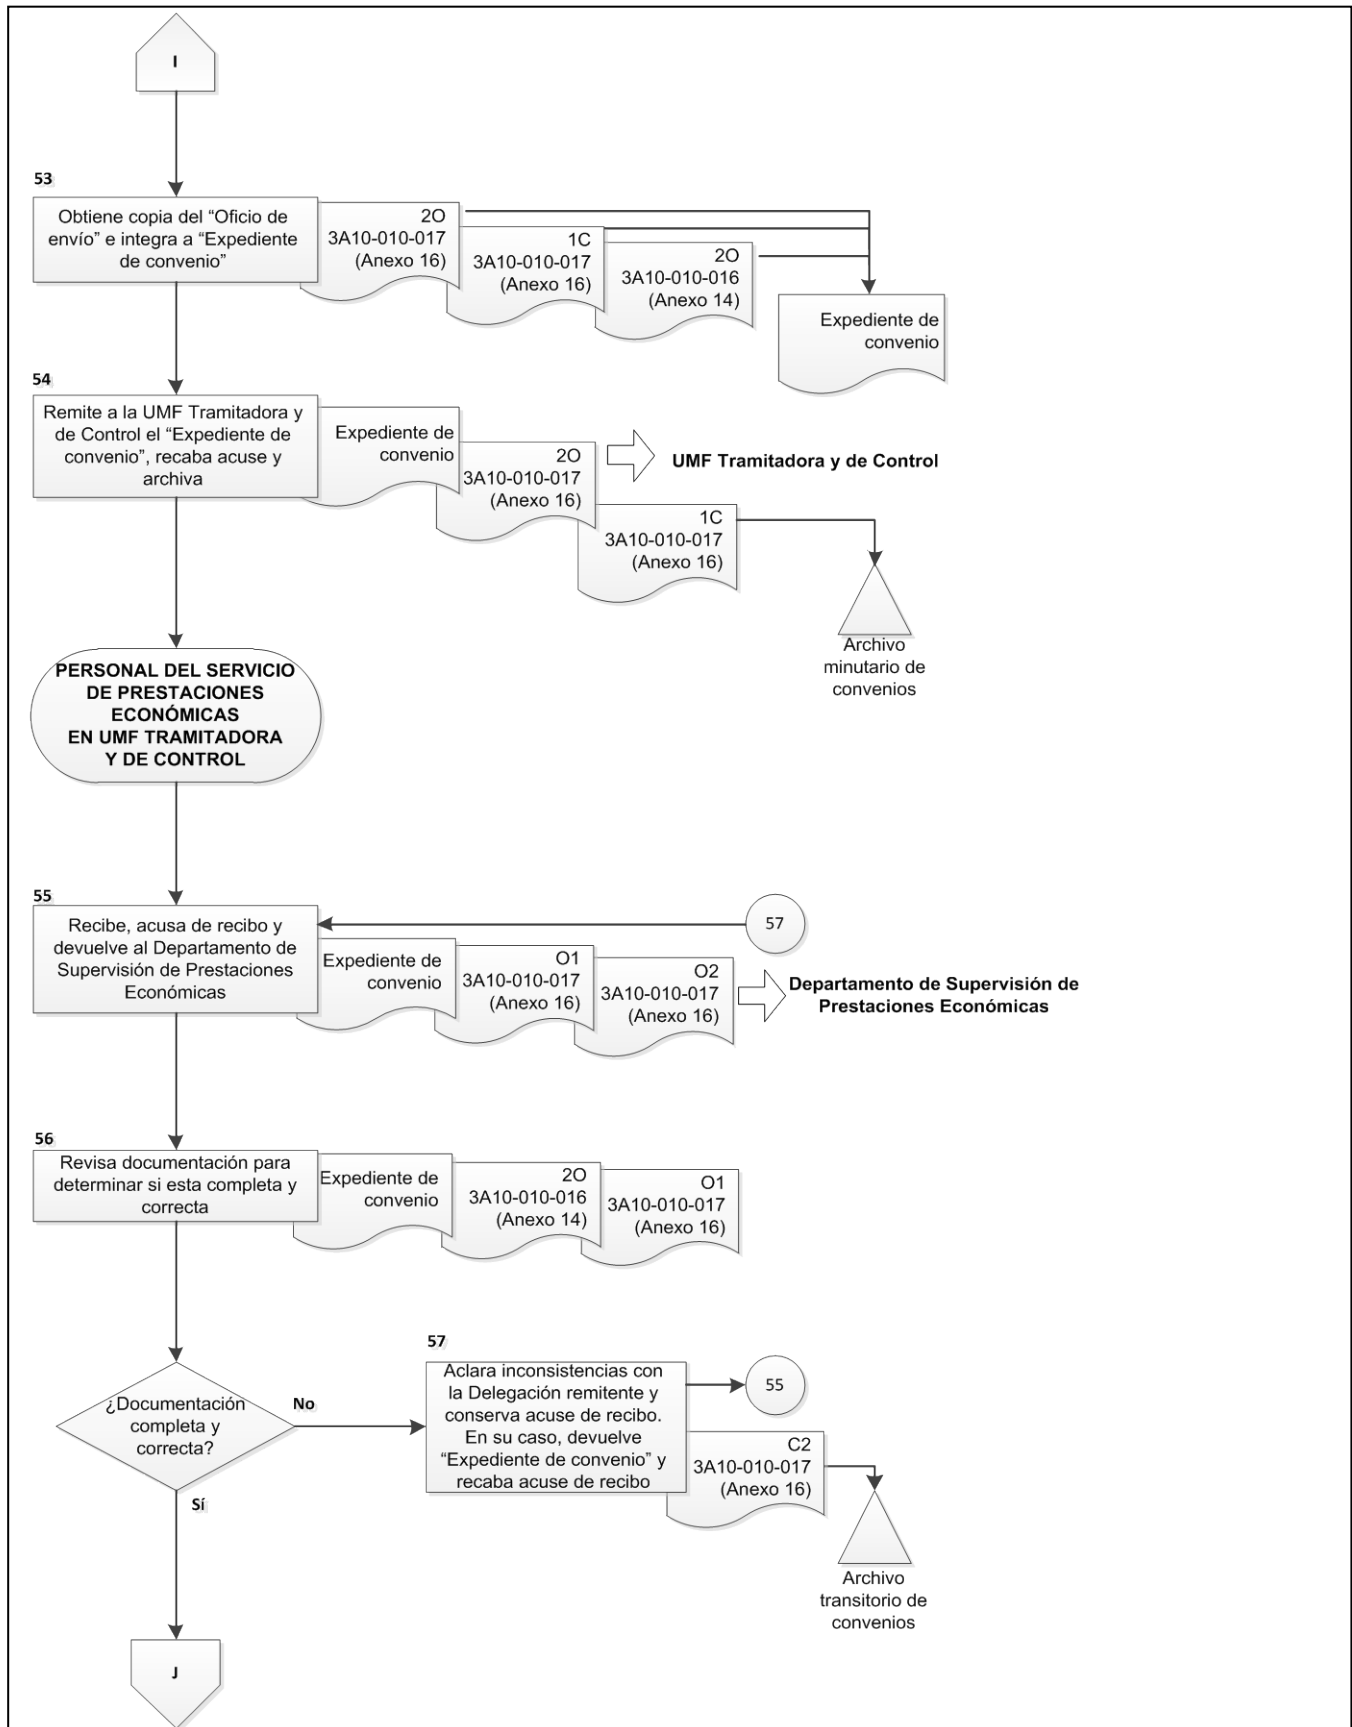 I
53
Obtiene copia del “Oficio de
envío” e integra a “Expediente
de convenio”
2O
3A10-010-017
(Anexo 16)
1C
3A10-010-017
(Anexo 16)
2O
3A10-010-016
(Anexo 14)
Expediente de
convenio
54
Remite a la UMF Tramitadora y
de Control el “Expediente de
convenio”, recaba acuse y
archiva
Expediente de
convenio
2O
3A10-010-017
(Anexo 16)
UMF Tramitadora y de Control
1C
3A10-010-017
(Anexo 16)
Archivo
minutario de
convenios
PERSONAL DEL SERVICIO
DE PRESTACIONES
ECONÓMICAS
EN UMF TRAMITADORA
Y DE CONTROL
55
Recibe, acusa de recibo y
devuelve al Departamento de
Supervisión de Prestaciones
Económicas
57
Expediente de
convenio
O1
3A10-010-017
(Anexo 16)
O2
3A10-010-017
(Anexo 16)
Departamento de Supervisión de
Prestaciones Económicas
56
Revisa documentación para
determinar si esta completa y
correcta
Expediente de
convenio
2O
3A10-010-016
(Anexo 14)
O1
3A10-010-017
(Anexo 16)
¿Documentación
completa y
correcta?
No
Sí
57
Aclara inconsistencias con
la Delegación remitente y
conserva acuse de recibo.
En su caso, devuelve
“Expediente de convenio” y
recaba acuse de recibo
55
C2
3A10-010-017
(Anexo 16)
Archivo
transitorio de
convenios
J